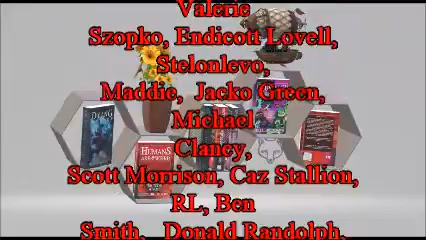 Valerie
Szopko, Endicott Lovell,
Stelonlevo,
Maddie, Jacko Green,
Michael
Clancy,
Scott Morrison, Caz Stallion,
RL, Ben
Smith, Donald Randolph,
HUMANS